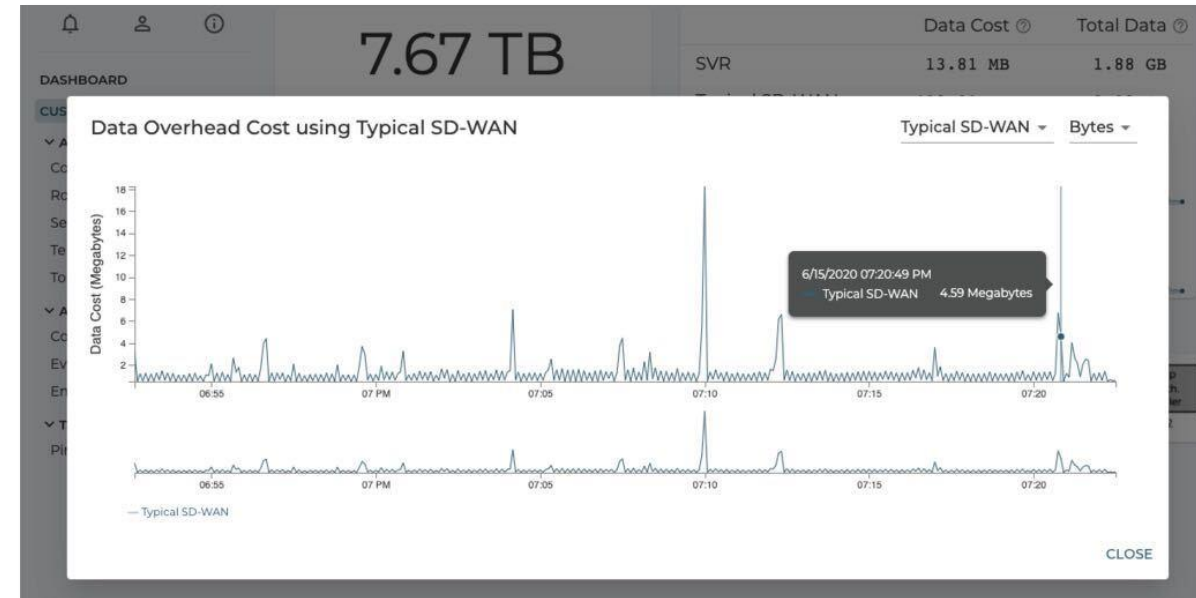 7.67 TB
Data Cost Total Data
SVR 13.81 MB 1.88 GB
DASHBOARD
Data Overhead Cost using Typical SD-WAN
Typical SD-WAN Bytes
Data Cost (Megabytes)
18
16
14
12
10
8
6
4
2
6/15/2020 07:20:49 PM
Typical SD-WAN 4.59 Megabytes
06:55 07 PM 07:05 07:10 07:15 07:20
06:55 07 PM 07:05 07:10 07:15 07:20
Typical SD-WAN
CLOSE